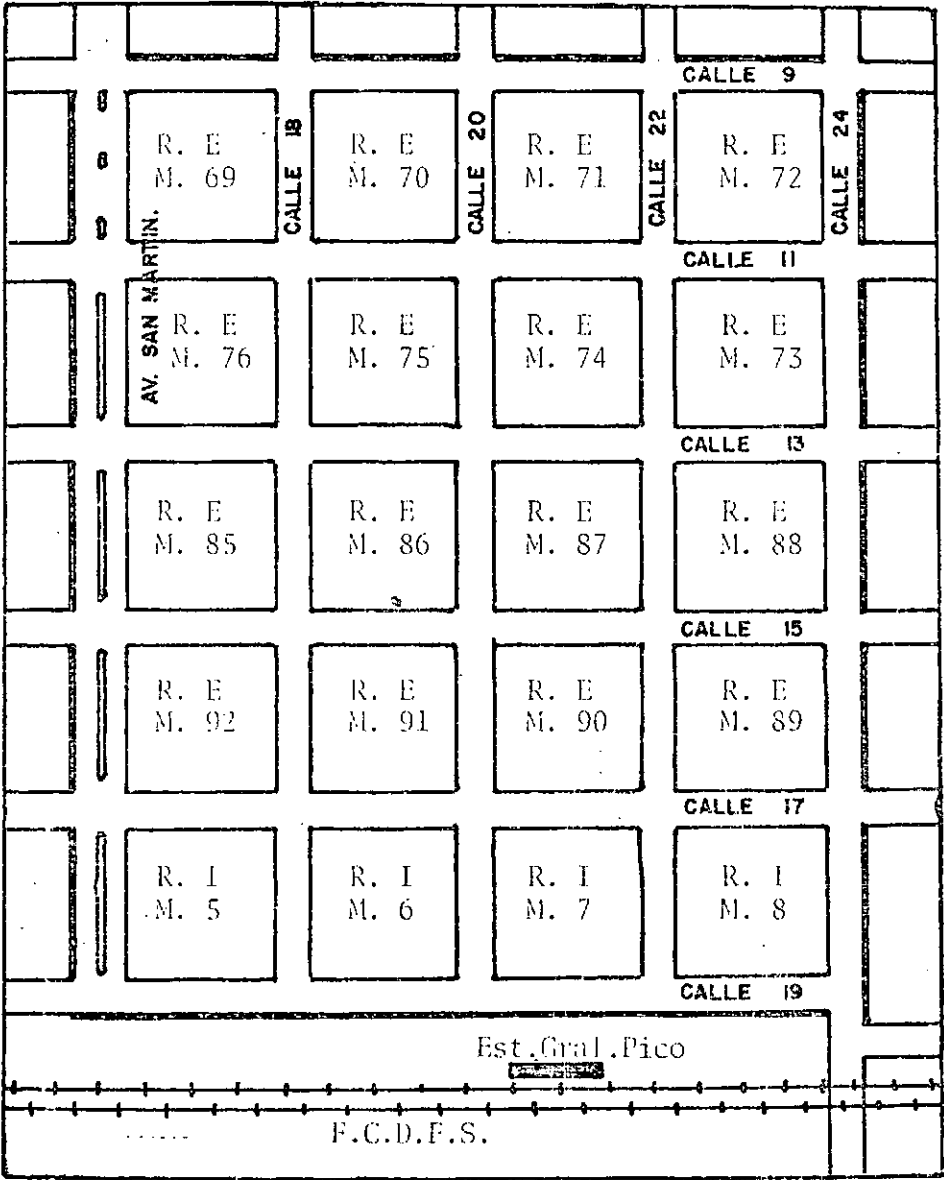 CALLE 9
R. E
M. 69
CALLE 18
R. E
M. 70
CALLE 20
R. E
M. 71
CALLE 22
R. E
M. 72
CALLE 24
AV. SAN MARTIN.
CALLE 11
R. E
M. 76
R. E
M. 75
R. E
M. 74
R. E
M. 73
CALLE 13
R. E
M. 85
R. E
M. 86
R. E
M. 87
R. E
M. 88
CALLE 15
R. E
M. 92
R. E
M. 91
R. E
M. 90
R. E
M. 89
CALLE 17
R. I
M. 5
R. I
M. 6
R. I
M. 7
R. I
M. 8
CALLE 19
Est.Gral.Pico
F.C.D.F.S.